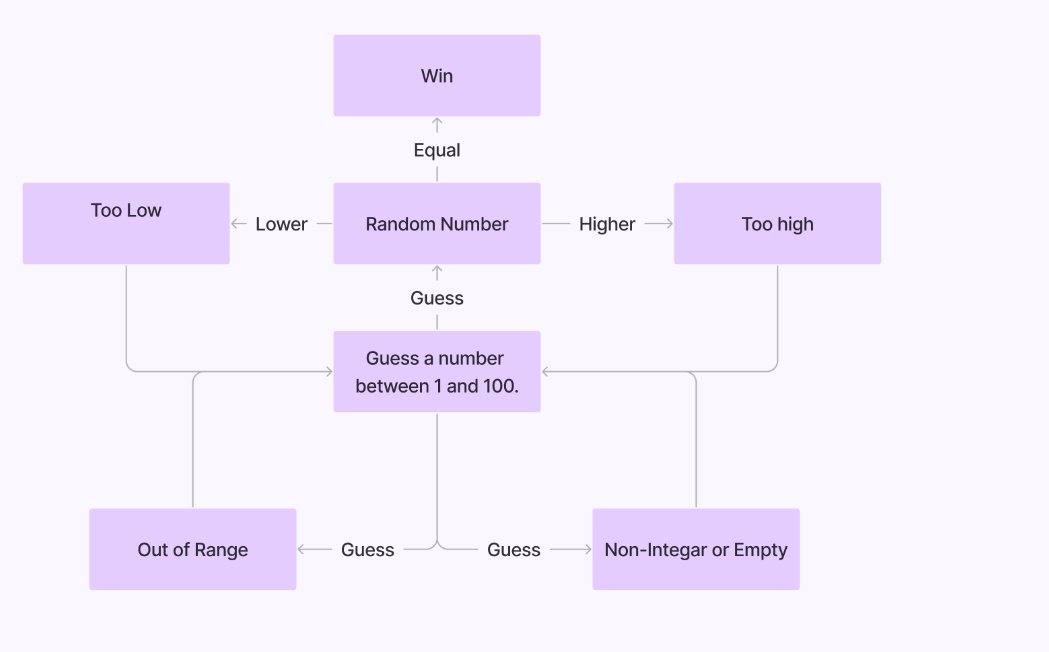 Win
Equal
Too Low
Lower
Random Number
Higher
Too high
Guess
Guess a number
between 1 and 100.
Out of Range
Guess
Guess
Non-Integar or Empty